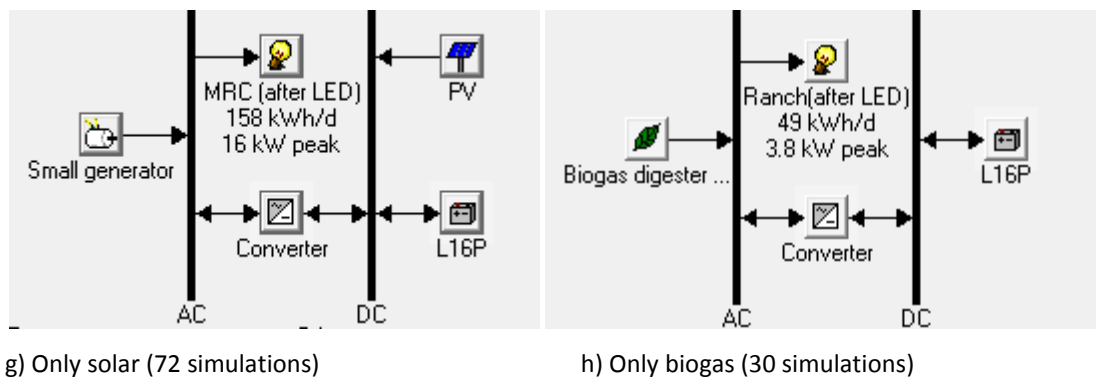 MRC (after LED)
158 kWh/d
16 kW peak
PV
Small generator
Converter
L16P
AC
DC
Ranch(after LED)
49 kWh/d
3.8 kW peak
Biogas digester ...
L16P
Converter
AC
DC
g) Only solar (72 simulations)
h) Only biogas (30 simulations)